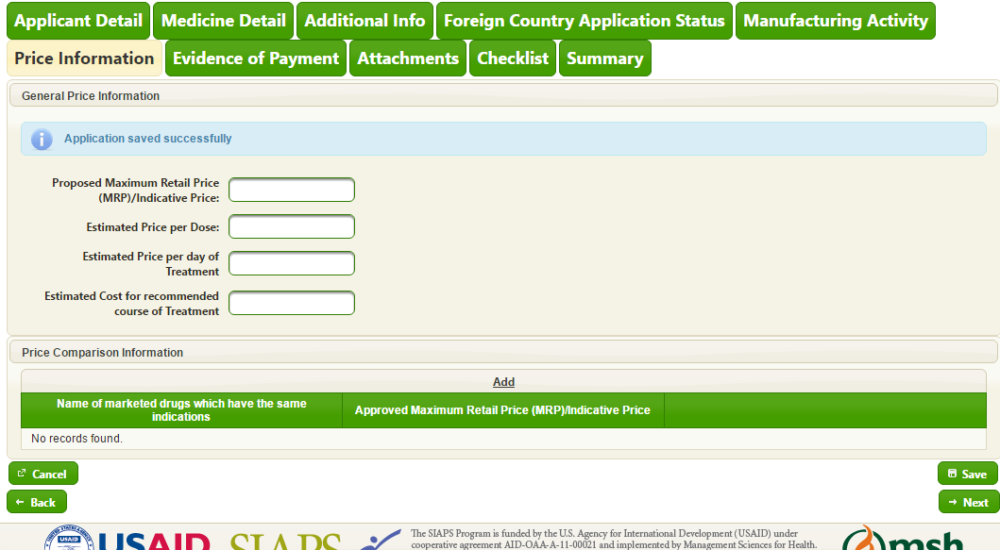 Applicant Detail Medicine Detail Additional Info Foreign Country Application Status Manufacturing Activity
Price Information Evidence of Payment Attachments Checklist Summary
General Price Information
Application saved successfully
Proposed Maximum Retail Price
(MRP)/Indicative Price:
Estimated Price per Dose:
Estimated Price per day of
Treatment
Estimated Cost for recommended
course of Treatment
Price Comparison Information
Add
Name of marketed drugs which have the same
indications
Approved Maximum Retail Price (MRP)/Indicative Price
No records found.
Cancel Save
Back Next
USAID USAID SIAPS msh
The SIAPS Program is funded by the U.S. Agency for International Development (USAID) under
cooperative agreement AID-OAA-A-11-00021 and implemented by Management Sciences for Health.